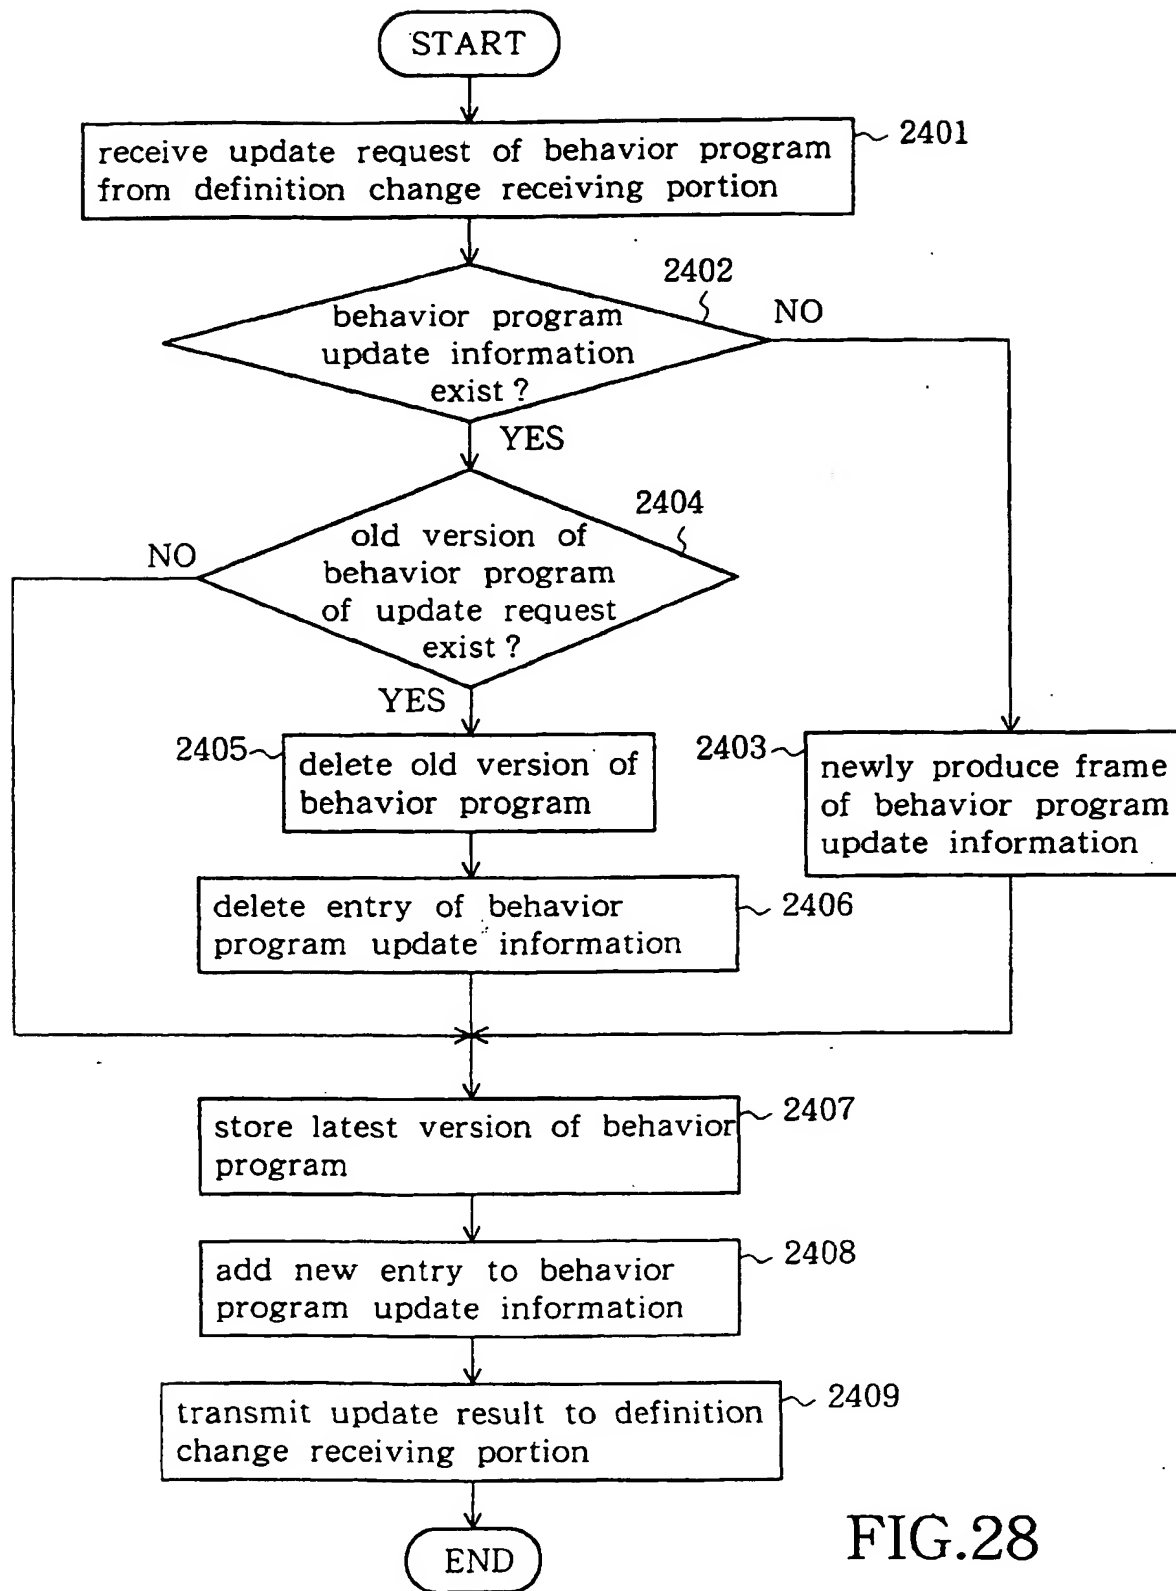 START
receive update request of behavior program
from definition change receiving portion
2401
2402
behavior program
update information
exist ?
NO
YES
2404
old version of
behavior program
of update request
exist ?
NO
YES
2405
delete old version of
behavior program
2403
newly produce frame
of behavior program
update information
delete entry of behavior
program update information
2406
store latest version of behavior
program
2407
add new entry to behavior
program update information
2408
transmit update result to definition
change receiving portion
2409
END
FIG.28